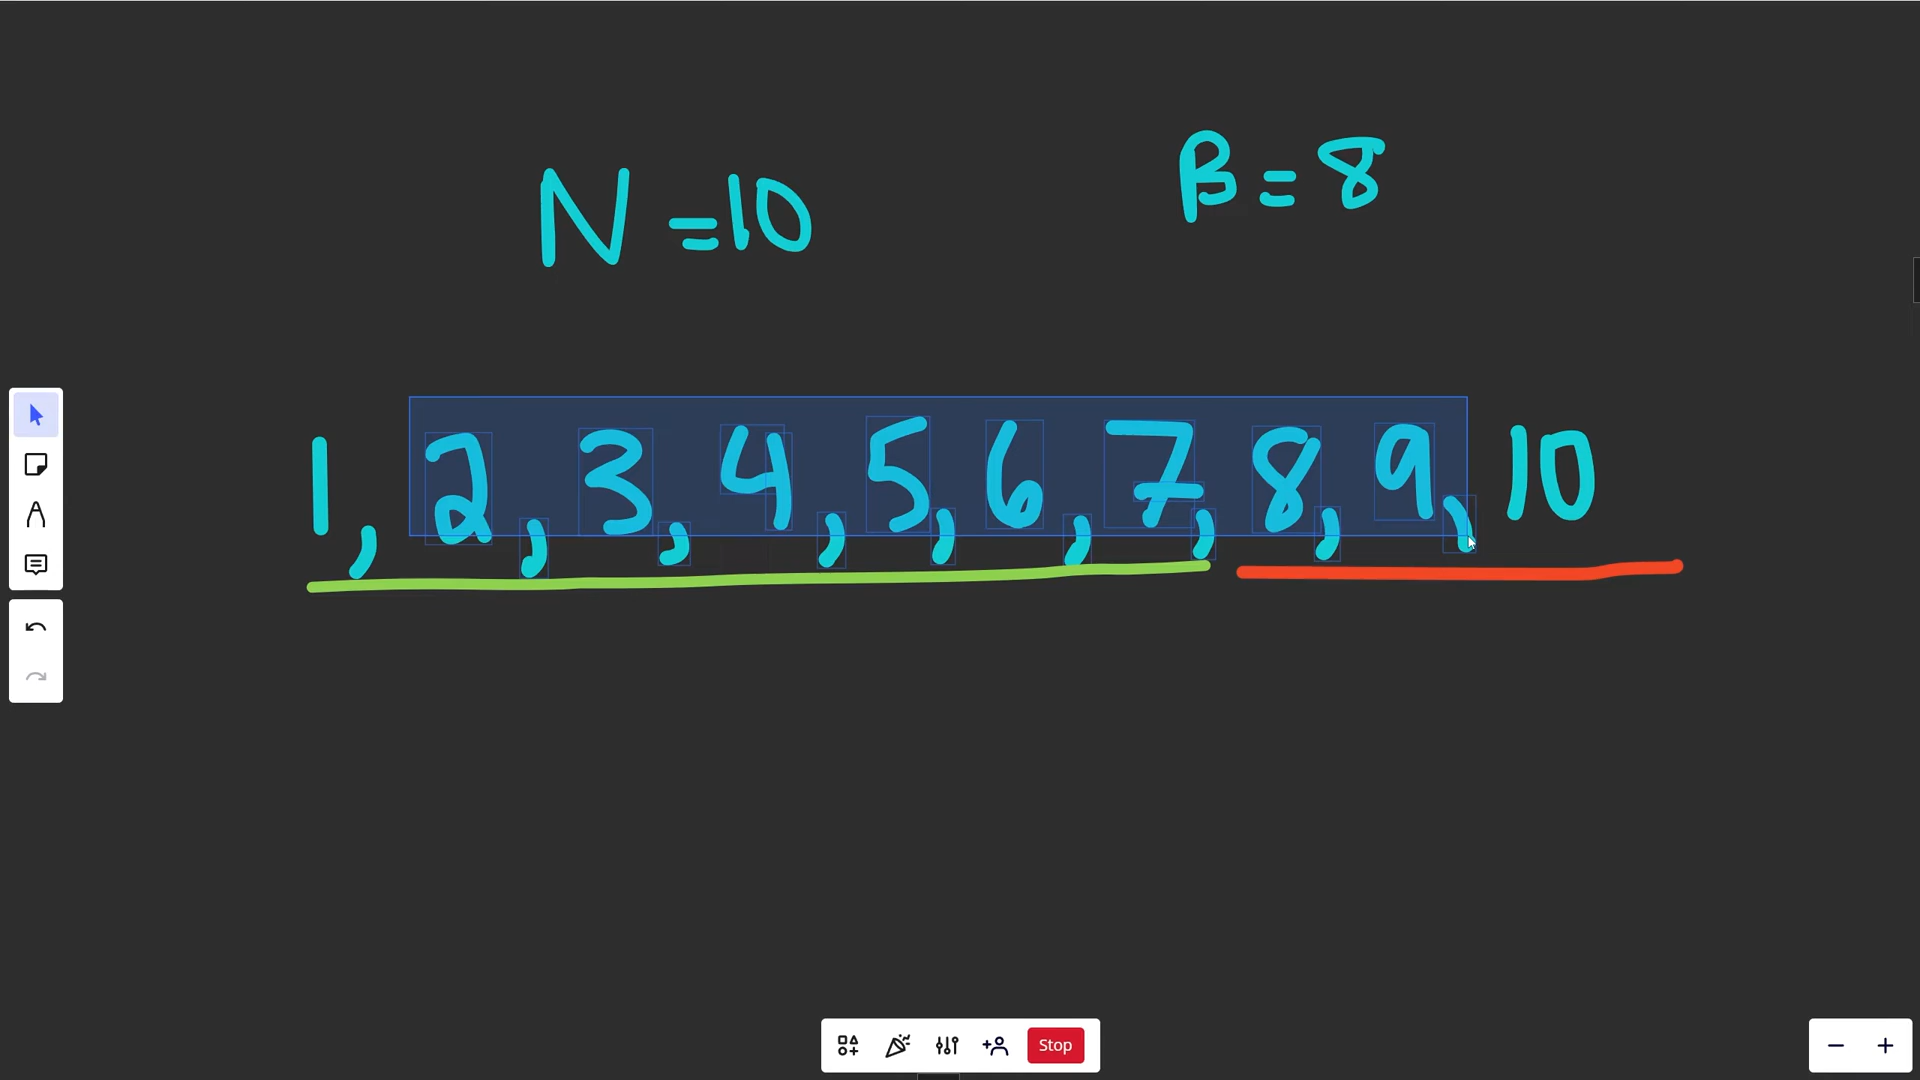 N=10 β=8
1, 2, 3, 4, 5, 6, 7, 8, 9, 10
Stop